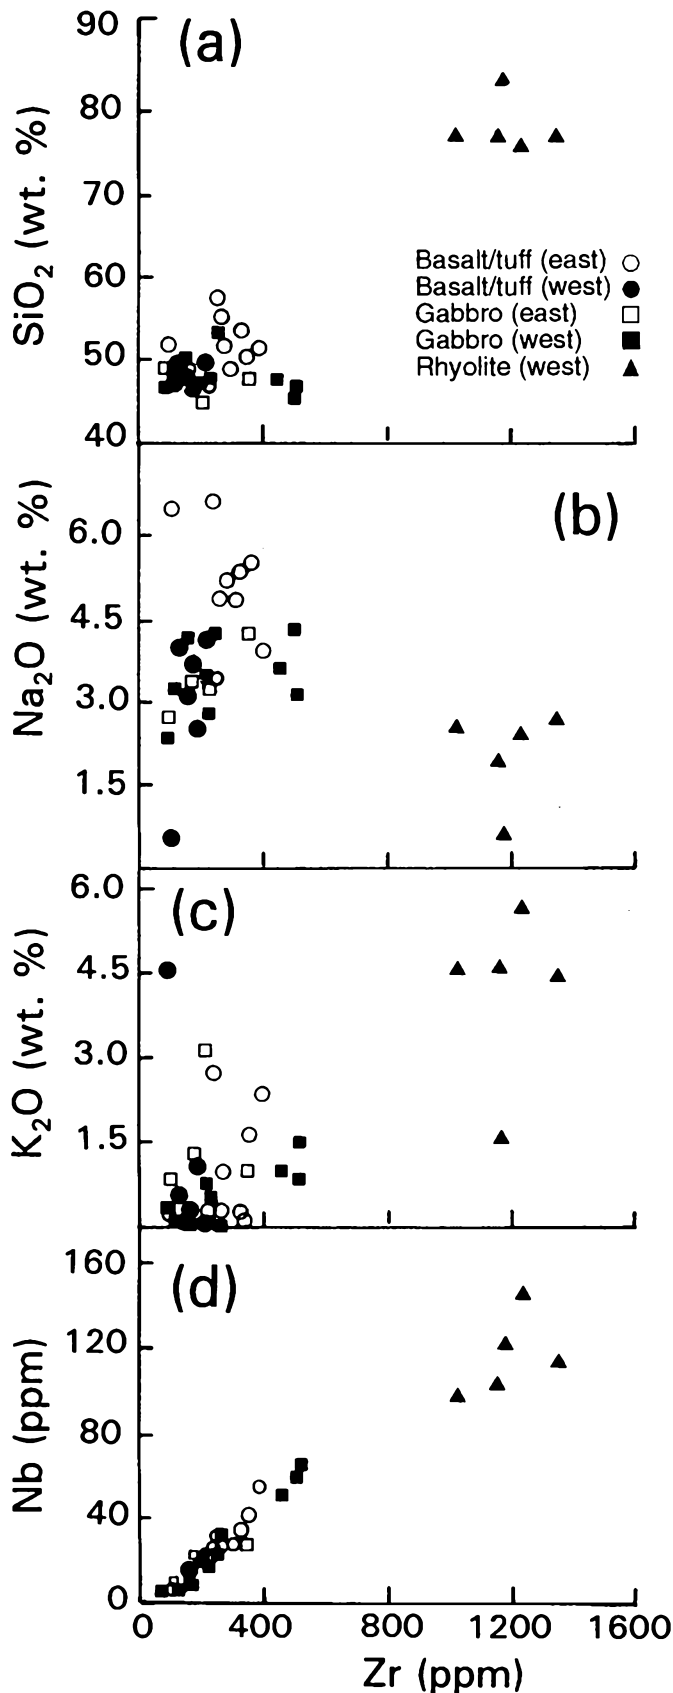 (a)
SiO2 (wt. %)
90
80
70
60
50
40
Basalt/tuff (east)
Basalt/tuff (west)
Gabbro (east)
Gabbro (west)
Rhyolite (west)
(b)
Na2O (wt. %)
6.0
4.5
3.0
1.5
(c)
K2O (wt. %)
6.0
4.5
3.0
1.5
(d)
Nb (ppm)
160
120
80
40
0
0 400 800 1200 1600
Zr (ppm)